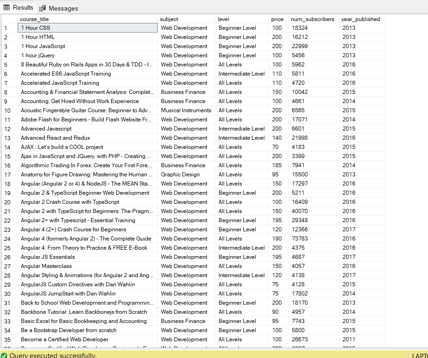 Results Messages
course_title subject level price num_subscribers year_published
1 1 Hour CSS Web Development Beginner Level 100 18324 2013
2 1 Hour HTML Web Development Beginner Level 200 16212 2013
3 1 Hour JavaScript Web Development Beginner Level 200 22999 2013
4 1 hour jQuery Web Development Beginner Level 100 5456 2013
5 8 Beautiful Ruby on Rails Apps in 30 Days & TDD - I... Web Development All Levels 100 5962 2016
6 Accelerated ES6 JavaScript Training Web Development Intermediate Level 110 5811 2016
7 Accelerated JavaScript Training Web Development All Levels 175 4520 2016
8 Accounting & Financial Statement Analysis: Complet... Business Finance All Levels 150 10042 2015
9 Accounting: Get Hired Without Work Experience Business Finance All Levels 100 4661 2014
10 Acoustic Fingerstyle Guitar Course: Beginner to Adv... Musical Instruments All Levels 200 6565 2015
11 Adobe Flash for Beginners - Build Flash Website Fr... Web Development All Levels 200 17071 2014
12 Advanced Javascript Web Development Intermediate Level 200 6601 2015
13 Advanced React and Redux Web Development Intermediate Level 140 21998 2016
14 AJAX : Let's build a COOL project Web Development All Levels 70 4183 2015
15 Ajax in JavaScript and JQuery, with PHP - Creating ... Web Development All Levels 200 3399 2015
16 Algorithmic Trading In Forex: Create Your First Fore... Business Finance All Levels 185 7941 2014
17 Anatomy for Figure Drawing: Mastering the Human ... Graphic Design All Levels 95 15500 2013
18 Angular (Angular 2 or 4) & NodeJS - The MEAN Sta... Web Development All Levels 150 17297 2016
19 Angular 2 & TypeScript Beginner Web Development Web Development Beginner Level 200 5211 2016
20 Angular 2 Crash Course with TypeScript Web Development All Levels 100 16409 2016
21 Angular 2 with TypeScript for Beginners: The Pragm... Web Development All Levels 150 40070 2016
22 Angular 2+ with Typescript - Essential Training Web Development Beginner Level 195 29348 2016
23 Angular 4 (2+) Crash Course for Beginners Web Development Beginner Level 120 12366 2017
24 Angular 4 (formerly Angular 2) - The Complete Guide Web Development All Levels 190 73783 2016
25 Angular 4: From Theory to Practice & FREE E-Book Web Development Intermediate Level 200 4375 2016
26 Angular JS Essentials Web Development Beginner Level 195 4687 2017
27 Angular Masterclass Web Development All Levels 150 4057 2016
28 Angular Styling & Animations (for Angular 2 and Ang... Web Development Intermediate Level 120 4138 2017
29 AngularJS Custom Directives with Dan Wahlin Web Development All Levels 75 4128 2015
30 AngularJS JumpStart with Dan Wahlin Web Development All Levels 75 17802 2014
31 Back to School Web Development and Programmin... Web Development Beginner Level 200 18170 2013
32 Backbone Tutorial: Learn Backbonejs from Scratch Web Development All Levels 90 4957 2014
33 Basic Excel for Basic Bookkeeping and Accounting Business Finance Beginner Level 95 7743 2015
34 Be a Bootstrap Developer from scratch Web Development All Levels 100 5800 2015
35 Become a Certified Web Developer Web Development All Levels 100 26673 2011
Query executed successfully.